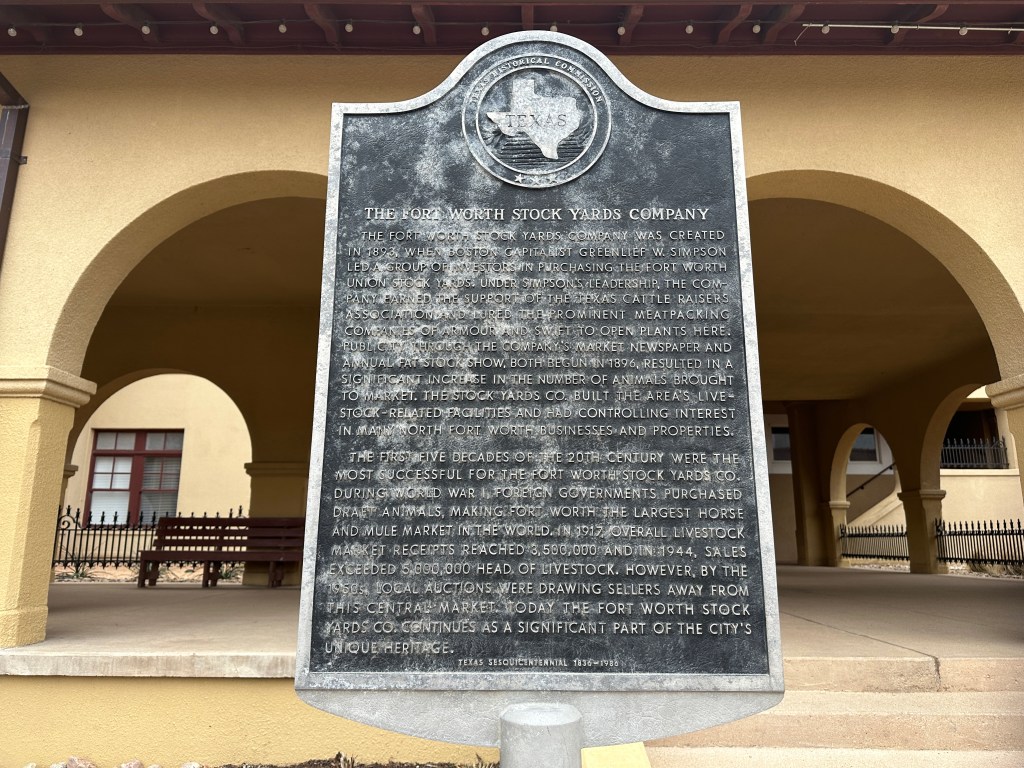 TEXAS HISTORICAL COMMISSION
TEXAS
THE FORT WORTH STOCK YARDS COMPANY
THE FORT WORTH STOCK YARDS COMPANY WAS CREATED
IN 1893, WHEN BOSTON CAPITALIST GREENLIEF W. SIMPSON
LED A GROUP OF INVESTORS IN PURCHASING THE FORT WORTH
UNION STOCK YARDS. UNDER SIMPSON'S LEADERSHIP, THE COM-
PANY EARNED THE SUPPORT OF THE TEXAS CATTLE RAISERS
ASSOCIATION AND LURED THE PROMINENT MEATPACKING
COMPANIES OF ARMOUR AND SWIFT TO OPEN PLANTS HERE.
PUBLICITY THROUGH THE COMPANY'S MARKET NEWSPAPER AND
ANNUAL FAT STOCK SHOW, BOTH BEGUN IN 1896, RESULTED IN A
SIGNIFICANT INCREASE IN THE NUMBER OF ANIMALS BROUGHT
TO MARKET. THE STOCK YARDS CO. BUILT THE AREA'S LIVE-
STOCK-RELATED FACILITIES AND HAD CONTROLLING INTEREST
IN MANY NORTH FORT WORTH BUSINESSES AND PROPERTIES.
THE FIRST FIVE DECADES OF THE 20TH CENTURY WERE THE
MOST SUCCESSFUL FOR THE FORT WORTH STOCK YARDS CO.
DURING WORLD WAR I, FOREIGN GOVERNMENTS PURCHASED
DRAFT ANIMALS, MAKING FORT WORTH THE LARGEST HORSE
AND MULE MARKET IN THE WORLD. IN 1917, OVERALL LIVESTOCK
MARKET RECEIPTS REACHED 3,500,000 AND IN 1944, SALES
EXCEEDED 5,000,000 HEAD OF LIVESTOCK. HOWEVER, BY THE
1950s, LOCAL AUCTIONS WERE DRAWING SELLERS AWAY FROM
THIS CENTRAL MARKET. TODAY THE FORT WORTH STOCK
YARDS CO. CONTINUES AS A SIGNIFICANT PART OF THE CITY'S
UNIQUE HERITAGE.
TEXAS SESQUICENTENNIAL 1836-1986